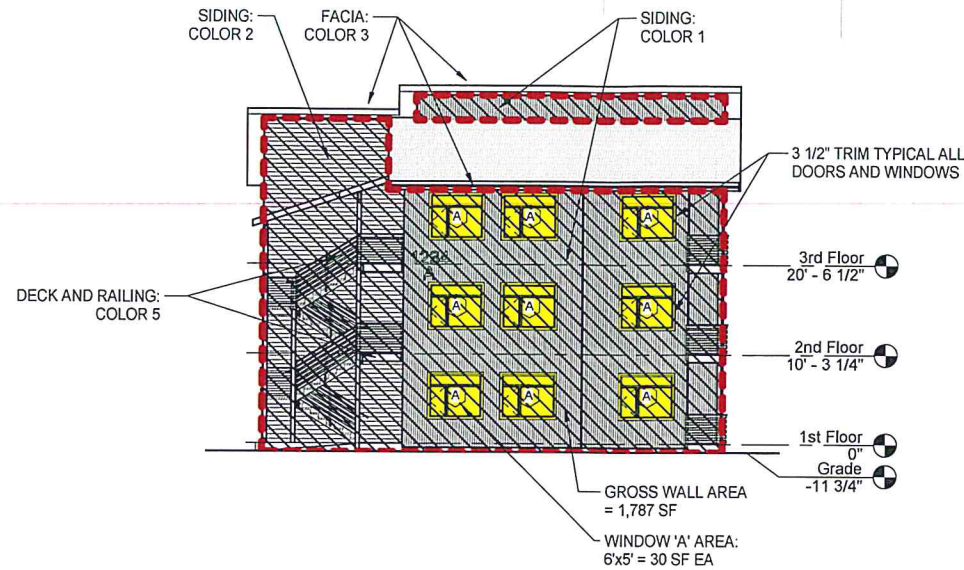 SIDING:
COLOR 2
FACIA:
COLOR 3
SIDING:
COLOR 1
3 1/2" TRIM TYPICAL ALL
DOORS AND WINDOWS
A
A
A
1234
A
3rd Floor
20' - 6 1/2"
DECK AND RAILING:
COLOR 5
A
A
A
2nd Floor
10' - 3 1/4"
A
A
A
1st Floor
0"
Grade
-11 3/4"
GROSS WALL AREA
= 1,787 SF
WINDOW 'A' AREA:
6'x5' = 30 SF EA